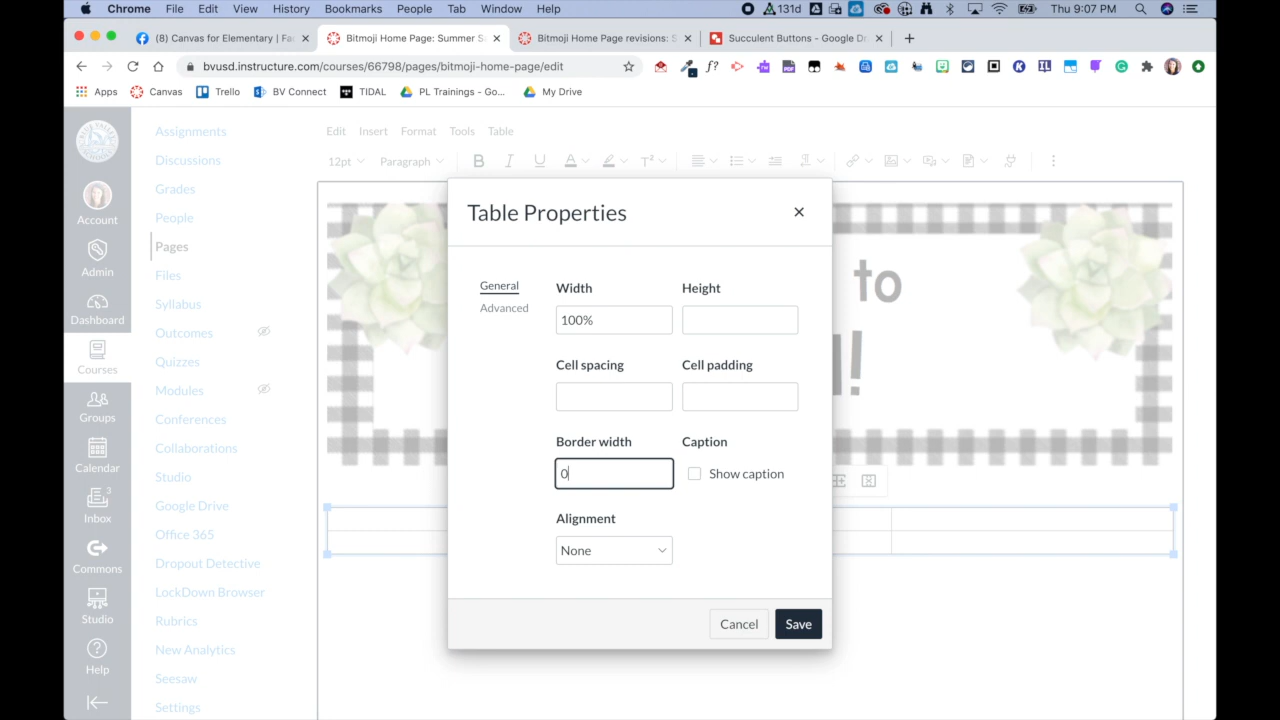 Chrome File Edit View History Bookmarks People Tab Window Help 131d Thu 9:07 PM
(8) Canvas for Elementary | Fac Bitmoji Home Page: Summer S Bitmoji Home Page revisions: S Succulent Buttons - Google Dr
bvusd.instructure.com/courses/66798/pages/bitmoji-home-page/edit
Apps Canvas Trello BV Connect TIDAL PL Trainings - Go... My Drive
Account
Admin
Dashboard
Courses
Groups
Calendar
3
Inbox
Commons
Studio
Help
Assignments
Discussions
Grades
People
Pages
Files
Syllabus
Outcomes
Quizzes
Modules
Conferences
Collaborations
Studio
Google Drive
Office 365
Dropout Detective
LockDown Browser
Rubrics
New Analytics
Seesaw
Settings
Edit Insert Format Tools Table
12pt Paragraph B I U A T²
to
!
Table Properties
General
Advanced
Width Height
100%
Cell spacing Cell padding
Border width Caption
0 Show caption
Alignment
None
Cancel Save